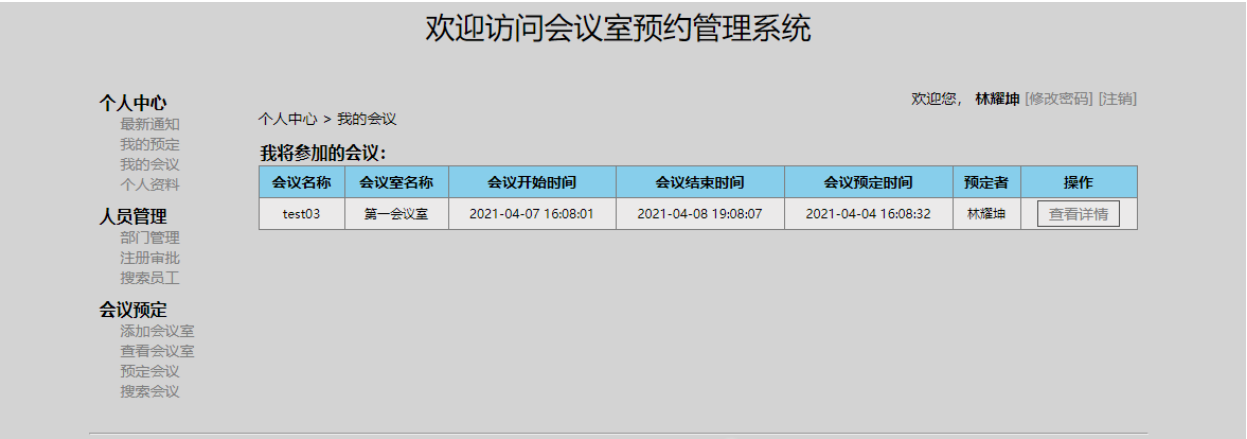 欢迎访问会议室预约管理系统
欢迎您， 林耀坤 [修改密码] [注销]
个人中心
最新通知
我的预定
我的会议
个人资料
人员管理
部门管理
注册审批
搜索员工
会议预定
添加会议室
查看会议室
预定会议
搜索会议
个人中心 > 我的会议
我将参加的会议：
会议名称 会议室名称 会议开始时间 会议结束时间 会议预定时间 预定者 操作
test03 第一会议室 2021-04-07 16:08:01 2021-04-08 19:08:07 2021-04-04 16:08:32 林耀坤 查看详情